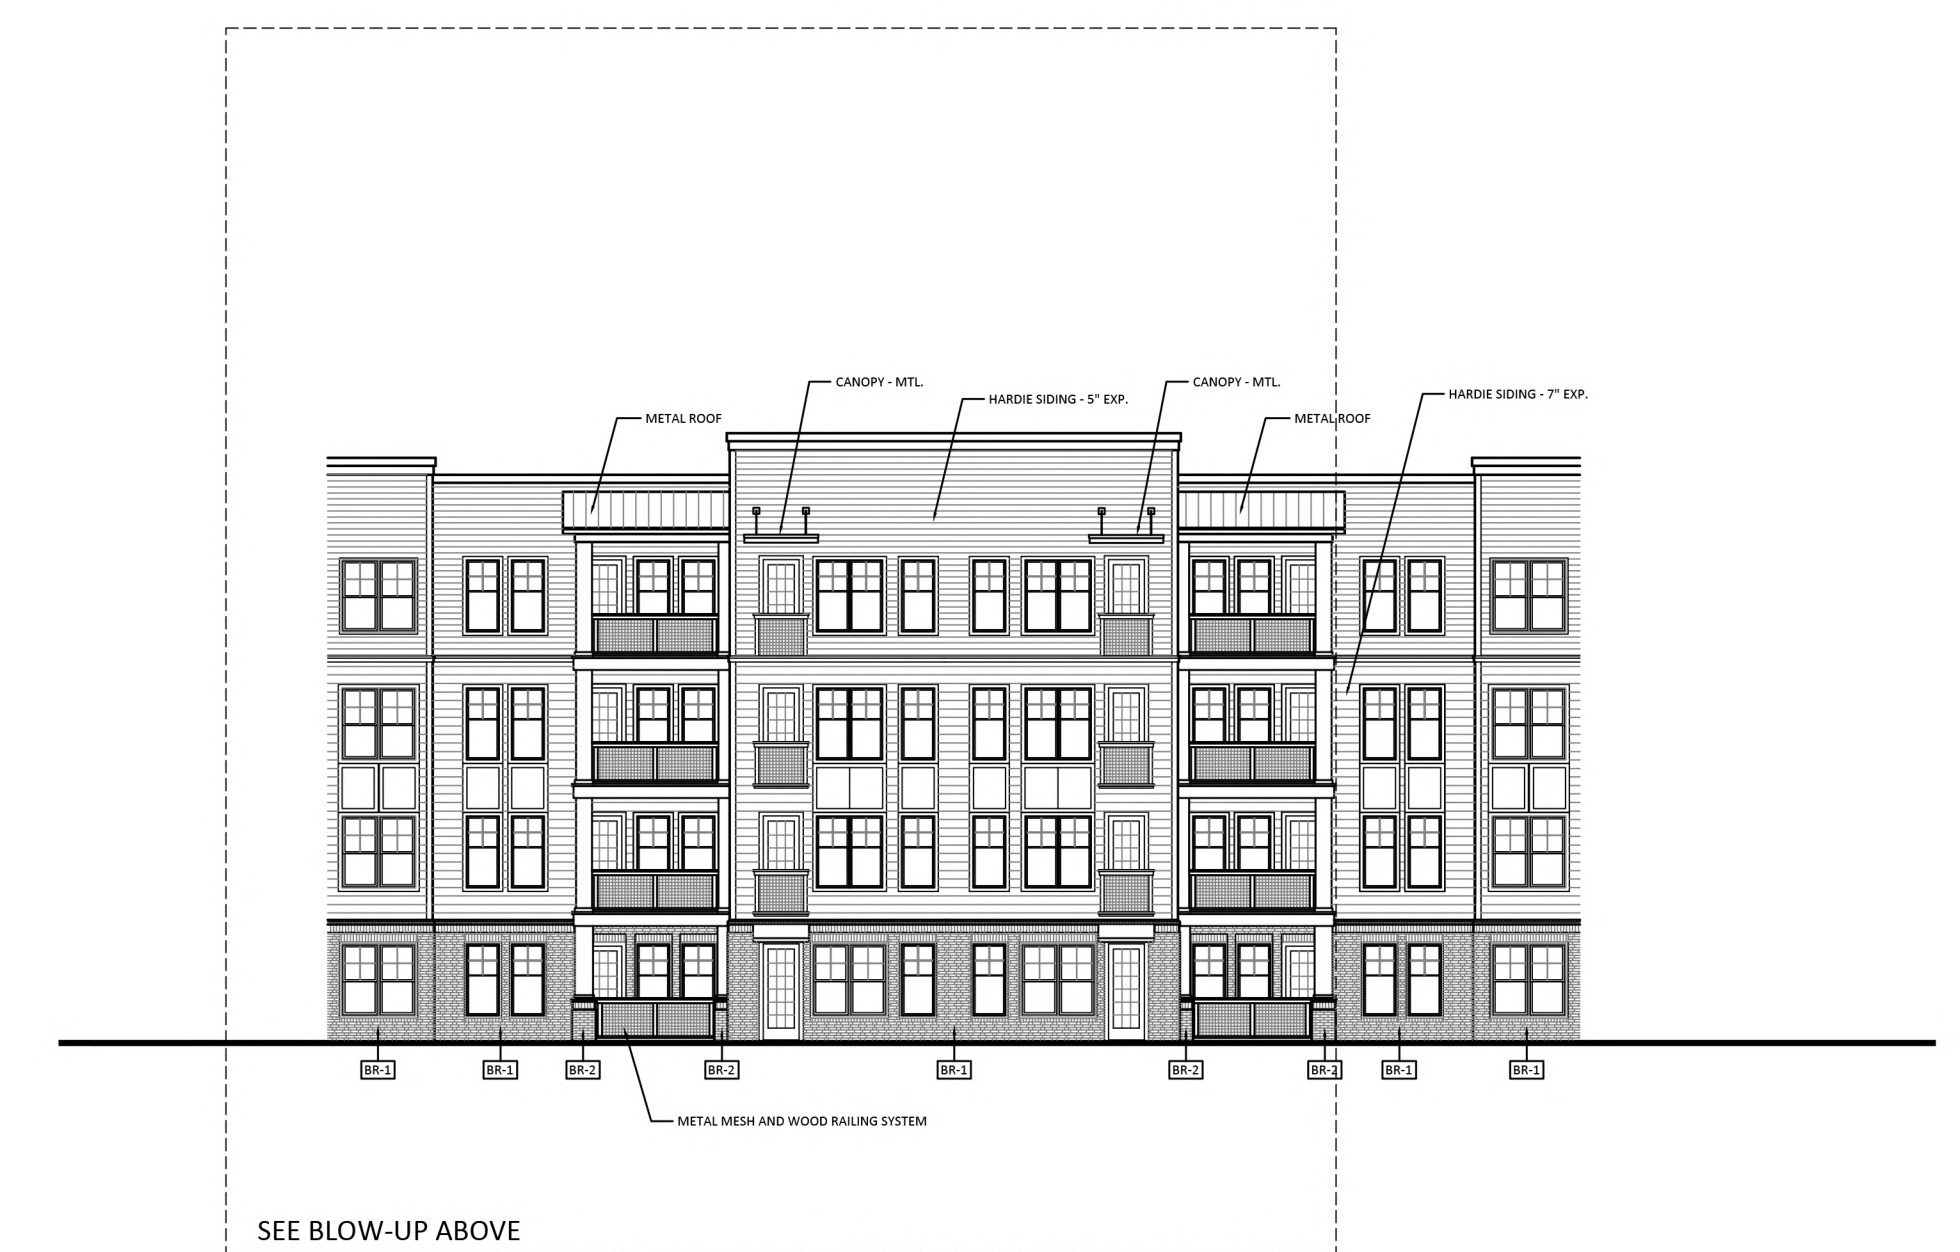 CANOPY - MTL.
CANOPY - MTL.
HARDIE SIDING - 5" EXP.
HARDIE SIDING - 7" EXP.
METAL ROOF
METAL ROOF
BR-1
BR-1
BR-2
BR-2
BR-1
BR-2
BR-2
BR-1
BR-1
METAL MESH AND WOOD RAILING SYSTEM
SEE BLOW-UP ABOVE